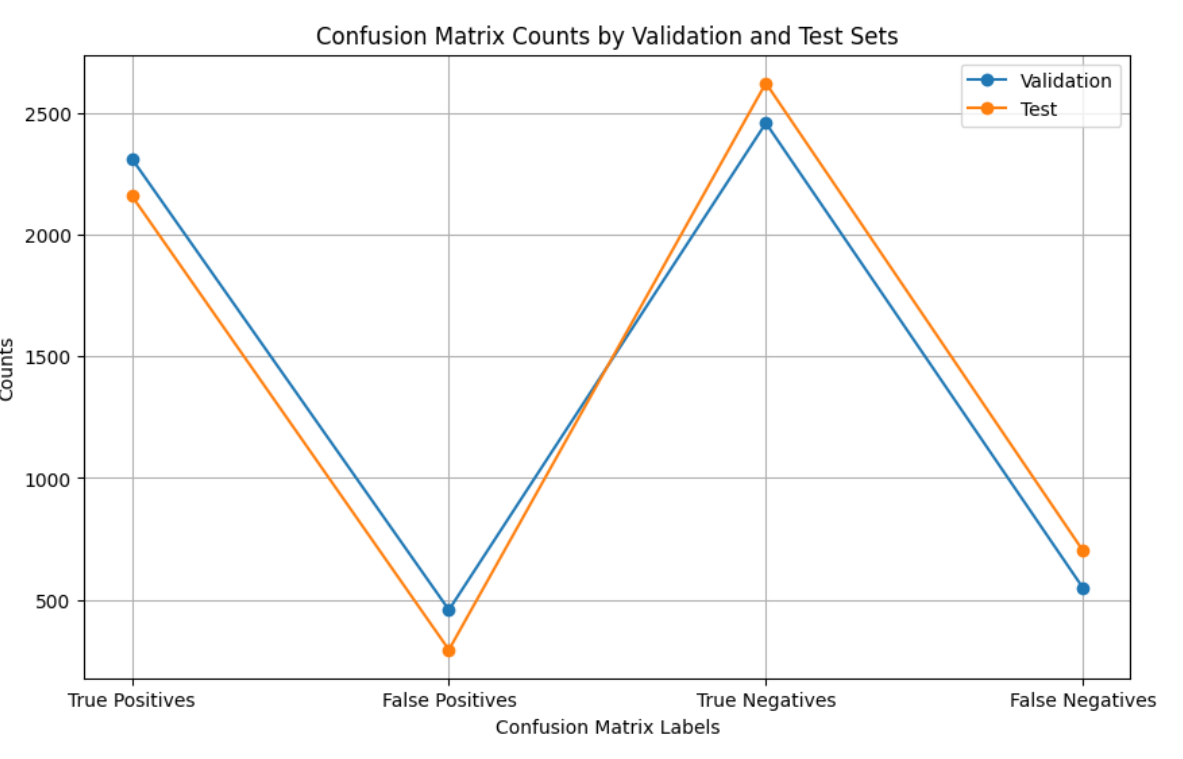 Confusion Matrix Counts by Validation and Test Sets
Validation
Test
2500
2000
1500
1000
500
Counts
True Positives
False Positives
True Negatives
False Negatives
Confusion Matrix Labels